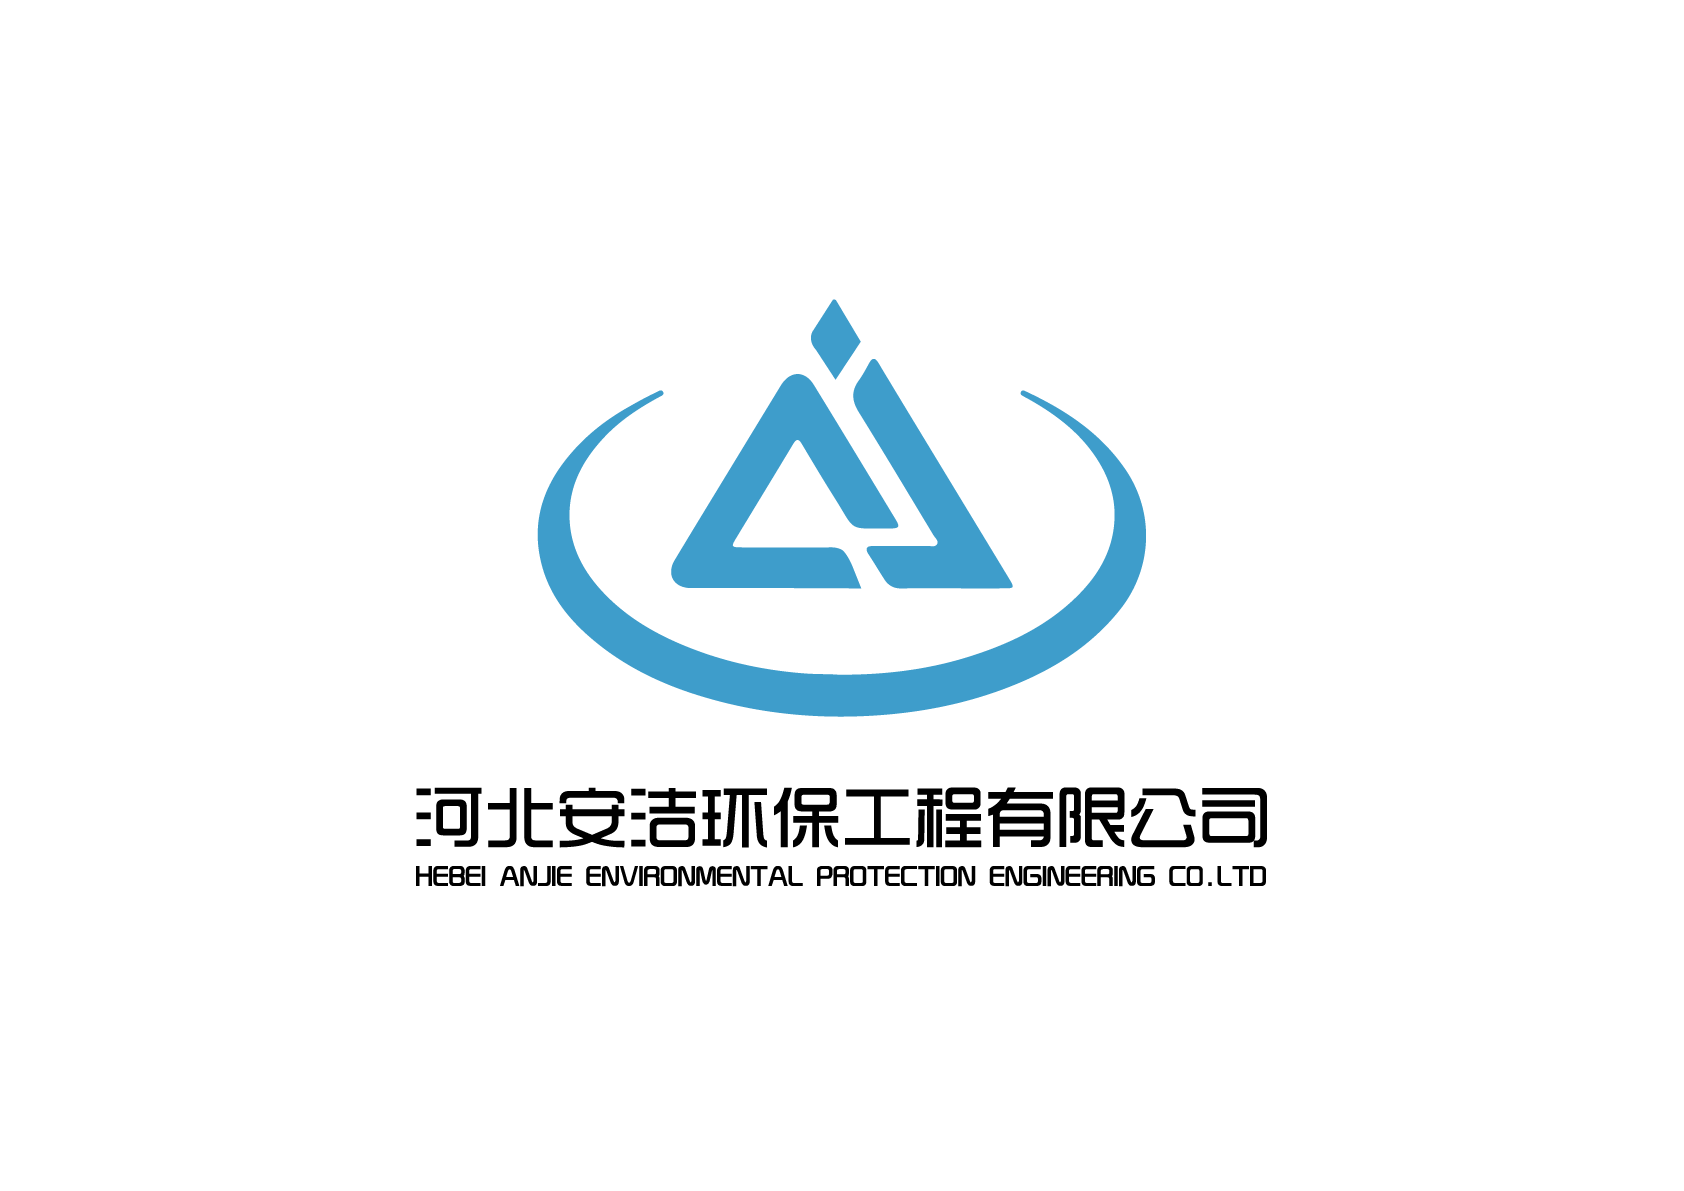 河北安洁环保工程有限公司
HEBEI ANJIE ENVIRONMENTAL PROTECTION ENGINEERING CO.LTD